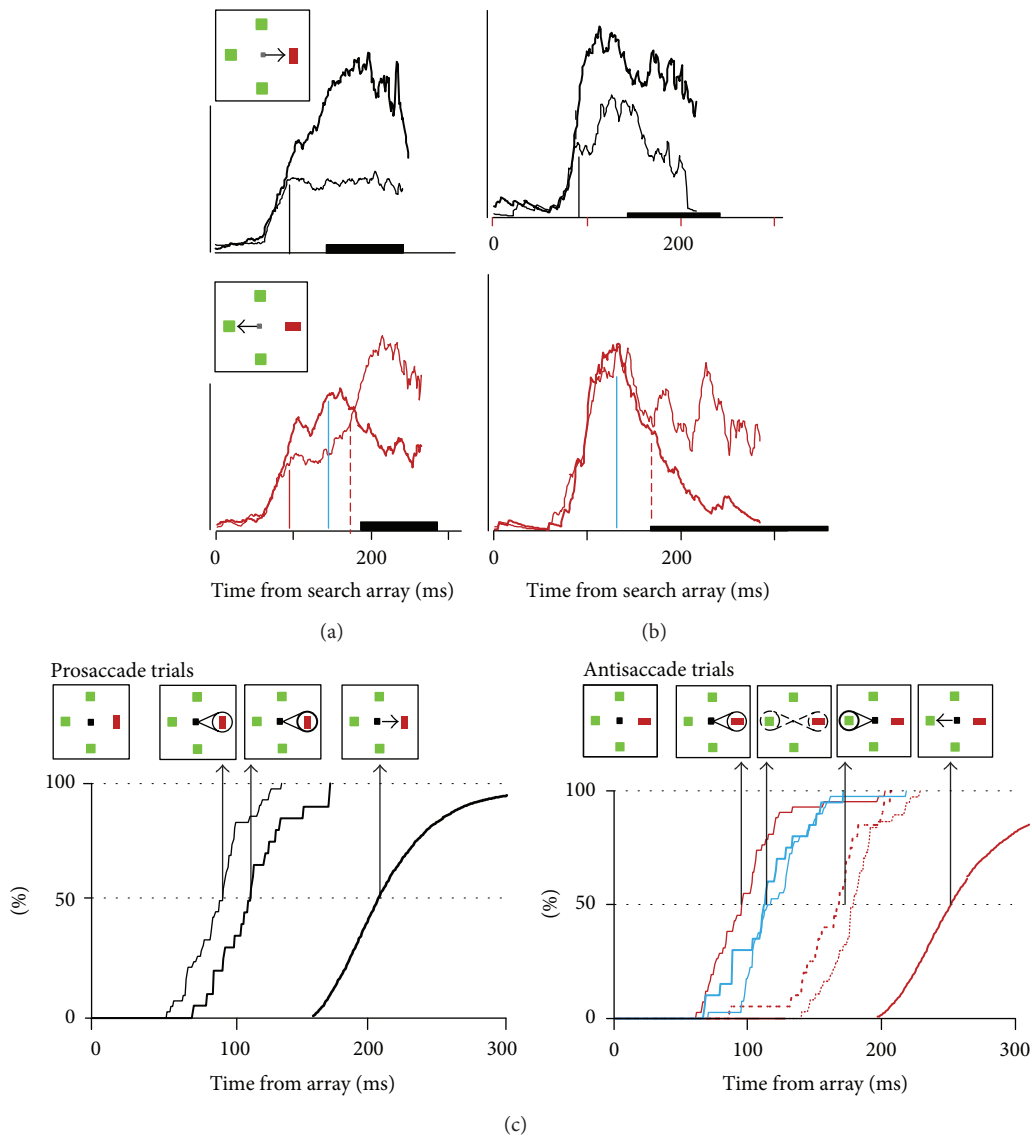 0 200
0 200
Time from search array (ms)
(a)
0 200
Time from search array (ms)
(b)
Prosaccade trials
100
50
0
(%)
0 100 200 300
Time from array (ms)
Antisaccade trials
100
50
0
(%)
0 100 200 300
Time from array (ms)
(c)